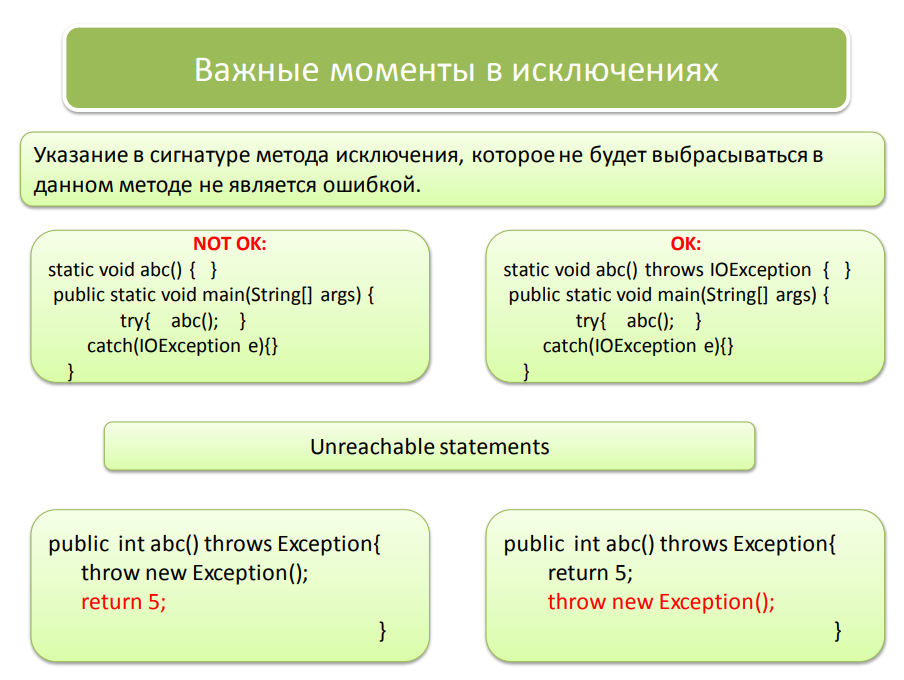 Важные моменты в исключениях
Указание в сигнатуре метода исключения, которое не будет выбрасываться в
данном методе не является ошибкой.
NOT OK:
static void abc() { }
public static void main(String[] args) {
try{ abc(); }
catch(IOException e){}
}
OK:
static void abc() throws IOException { }
public static void main(String[] args) {
try{ abc(); }
catch(IOException e){}
}
Unreachable statements
public int abc() throws Exception{
throw new Exception();
return 5;
}
public int abc() throws Exception{
return 5;
throw new Exception();
}